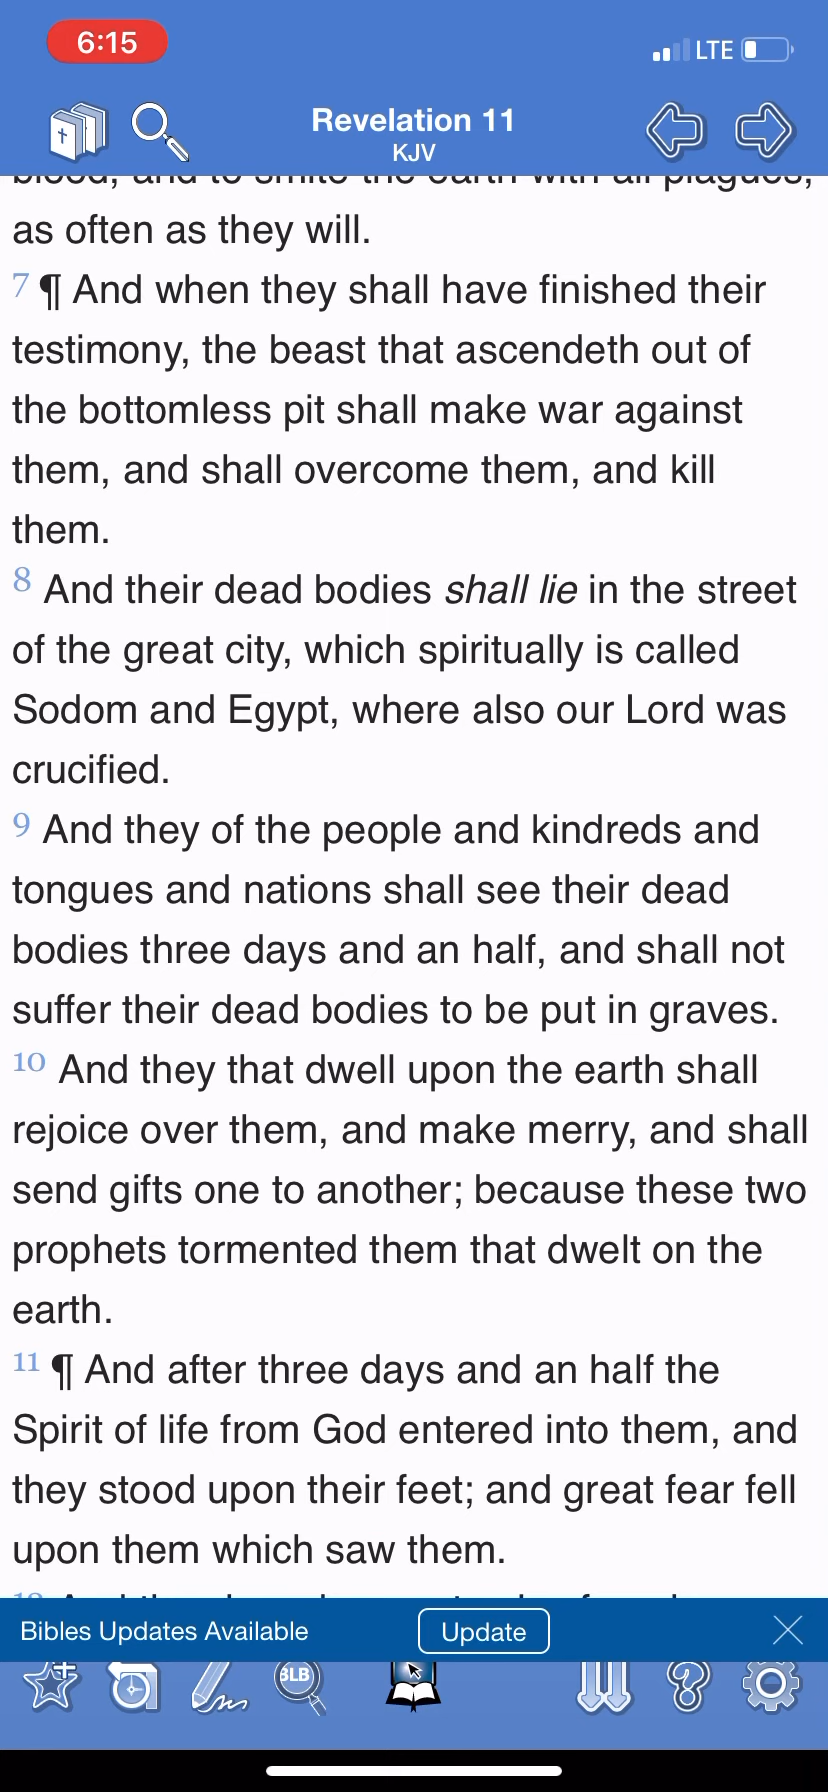 6:15
LTE
Revelation 11
KJV
blood, and to smite the earth with all plagues,
as often as they will.
7 ¶ And when they shall have finished their
testimony, the beast that ascendeth out of
the bottomless pit shall make war against
them, and shall overcome them, and kill
them.
8 And their dead bodies shall lie in the street
of the great city, which spiritually is called
Sodom and Egypt, where also our Lord was
crucified.
9 And they of the people and kindreds and
tongues and nations shall see their dead
bodies three days and an half, and shall not
suffer their dead bodies to be put in graves.
10 And they that dwell upon the earth shall
rejoice over them, and make merry, and shall
send gifts one to another; because these two
prophets tormented them that dwelt on the
earth.
11 ¶ And after three days and an half the
Spirit of life from God entered into them, and
they stood upon their feet; and great fear fell
upon them which saw them.
Bibles Updates Available
Update
BLB